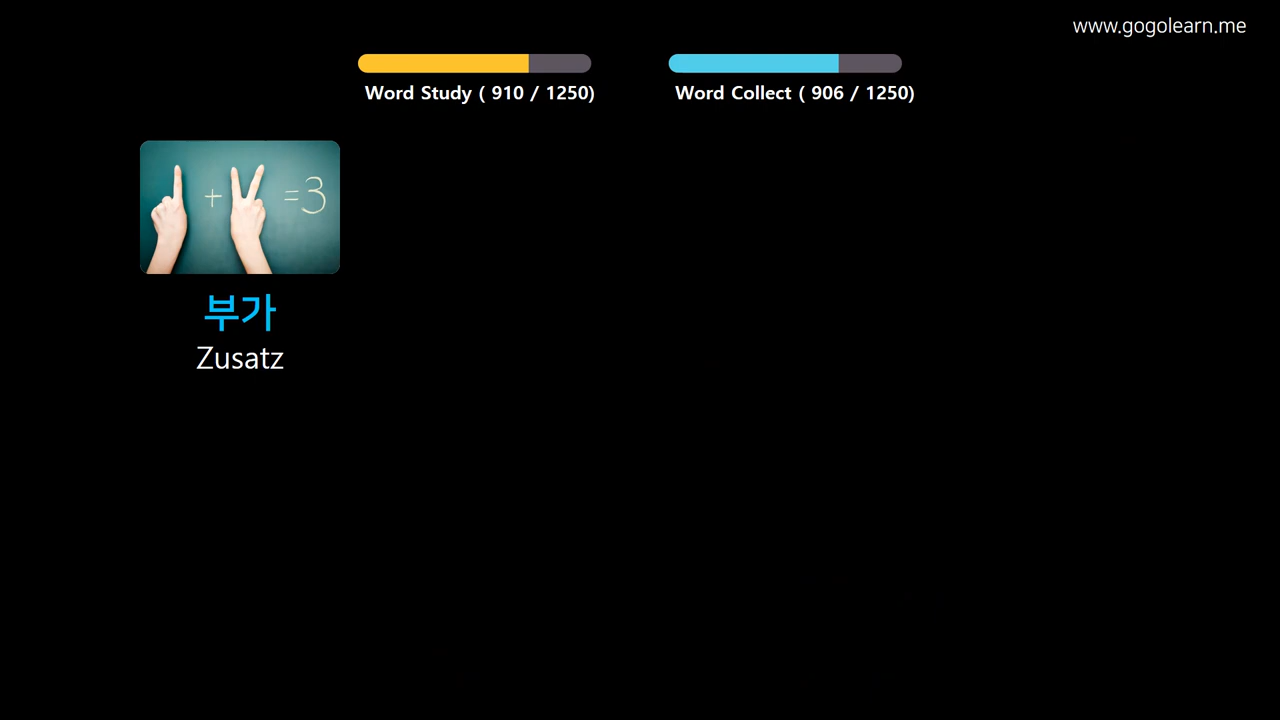 www.gogolearn.me
Word Study ( 910 / 1250)
Word Collect ( 906 / 1250)
+ =3
부가
Zusatz